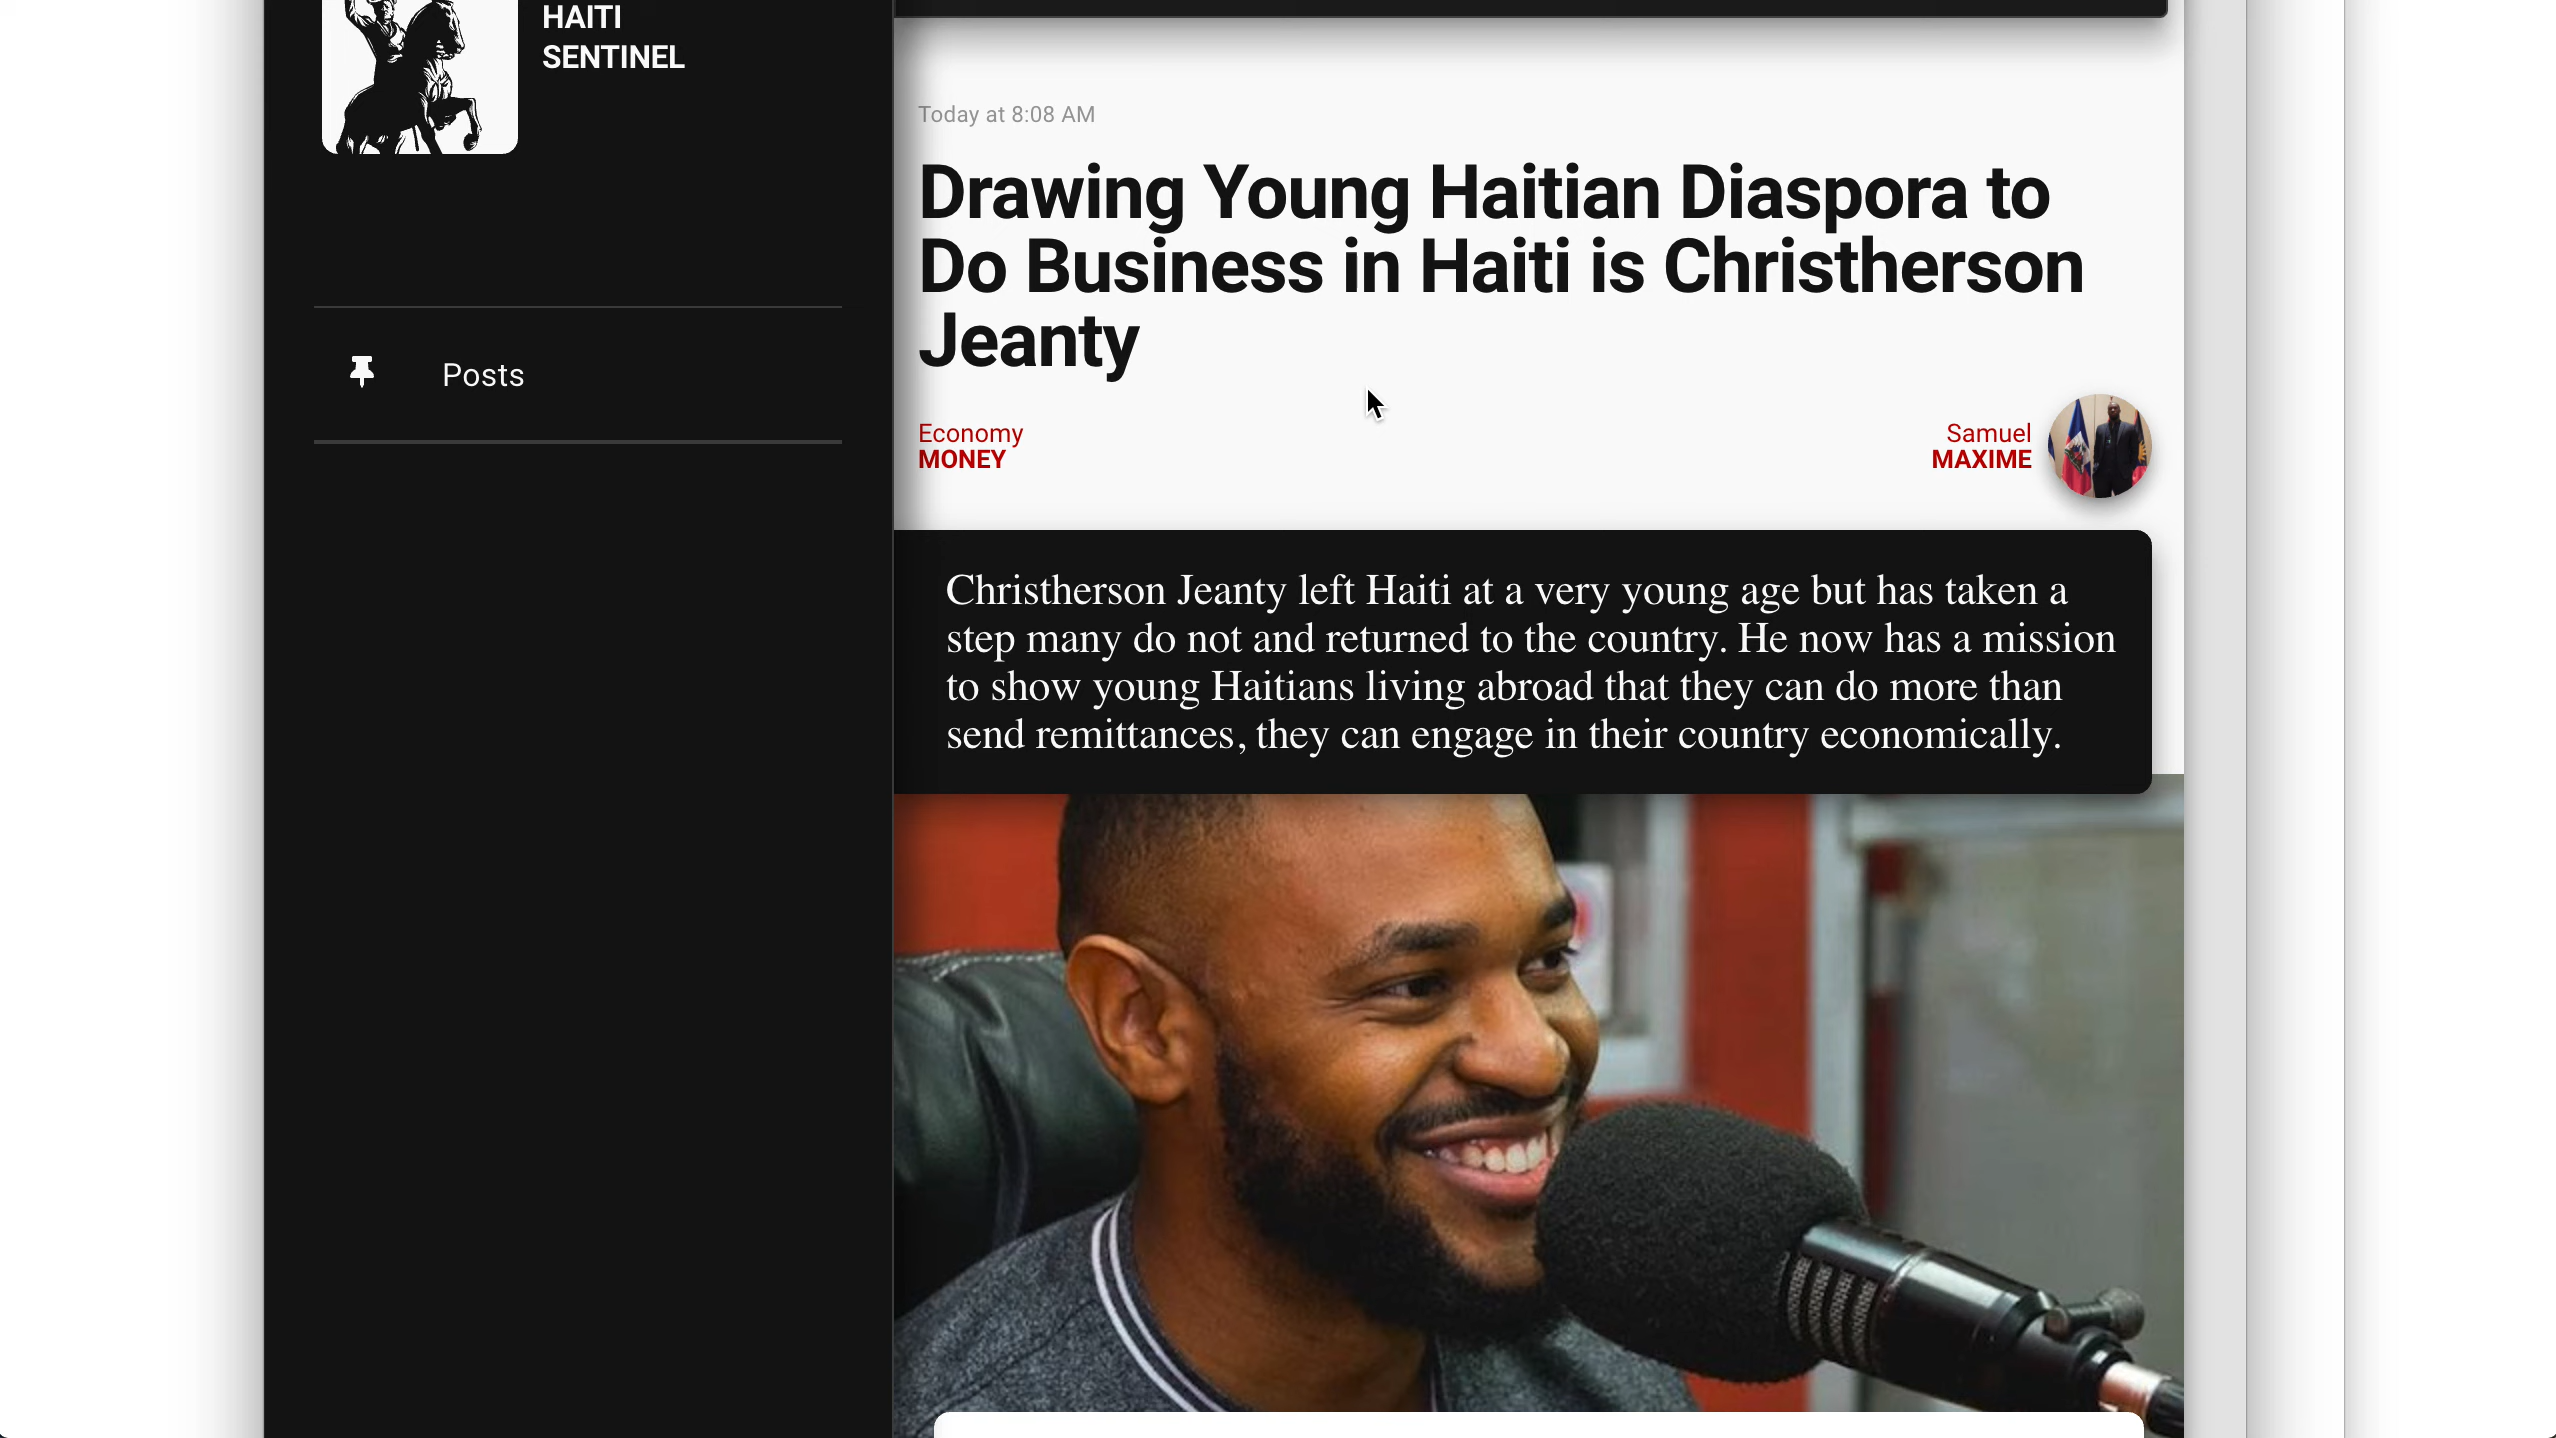 HAITI
SENTINEL
Posts
Today at 8:08 AM
Drawing Young Haitian Diaspora to
Do Business in Haiti is Christherson
Jeanty
Economy
MONEY
Samuel
MAXIME
Christherson Jeanty left Haiti at a very young age but has taken a
step many do not and returned to the country. He now has a mission
to show young Haitians living abroad that they can do more than
send remittances, they can engage in their country economically.